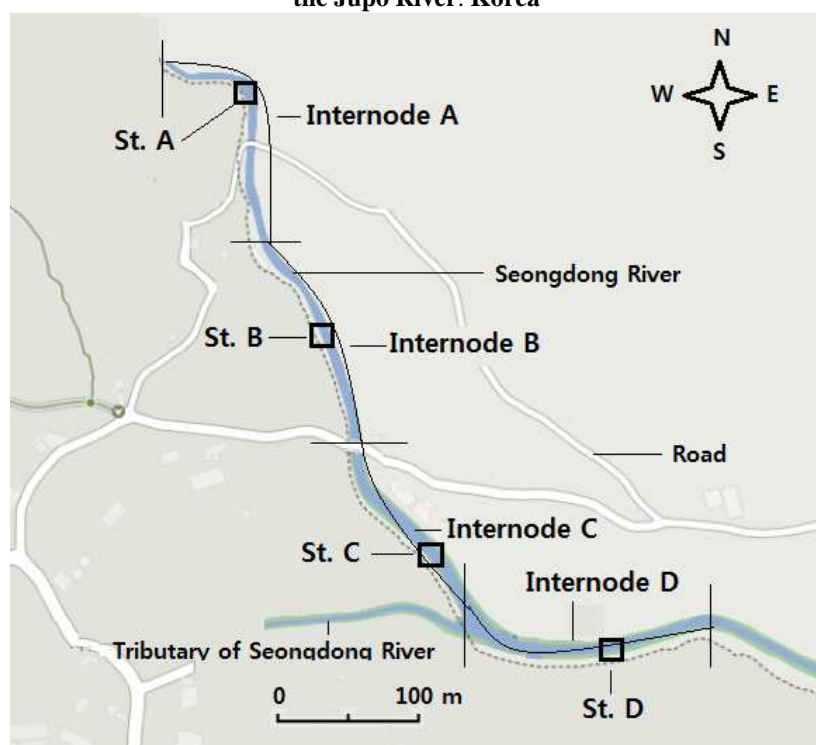 the Jupo River. Korea
N
W E
S
Internode A
St. A
Seongdong River
St. B
Internode B
Road
Internode C
St. C
Internode D
Tributary of Seongdong River
0 100 m
St. D